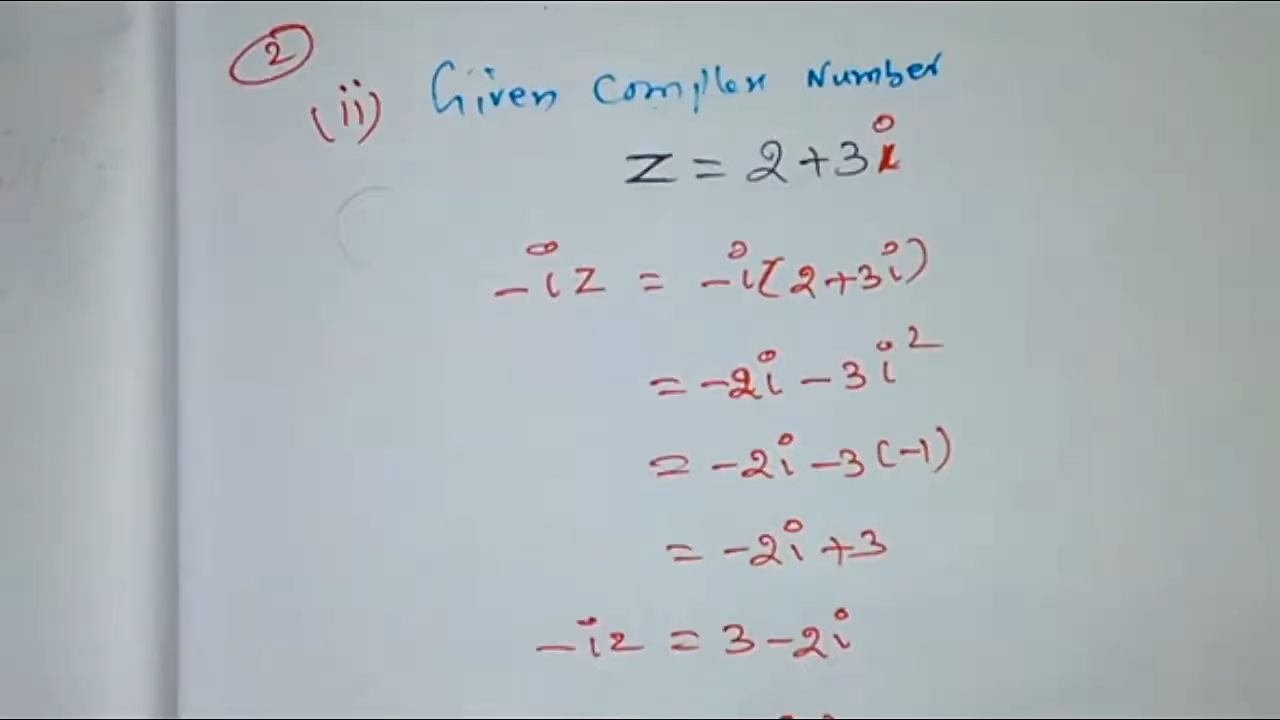 2
(ii) Given Complex Number
Z = 2+3i
-iz = -i(2+3i)
= -2i - 3i²
= -2i -3(-1)
= -2i +3
-iz = 3-2i